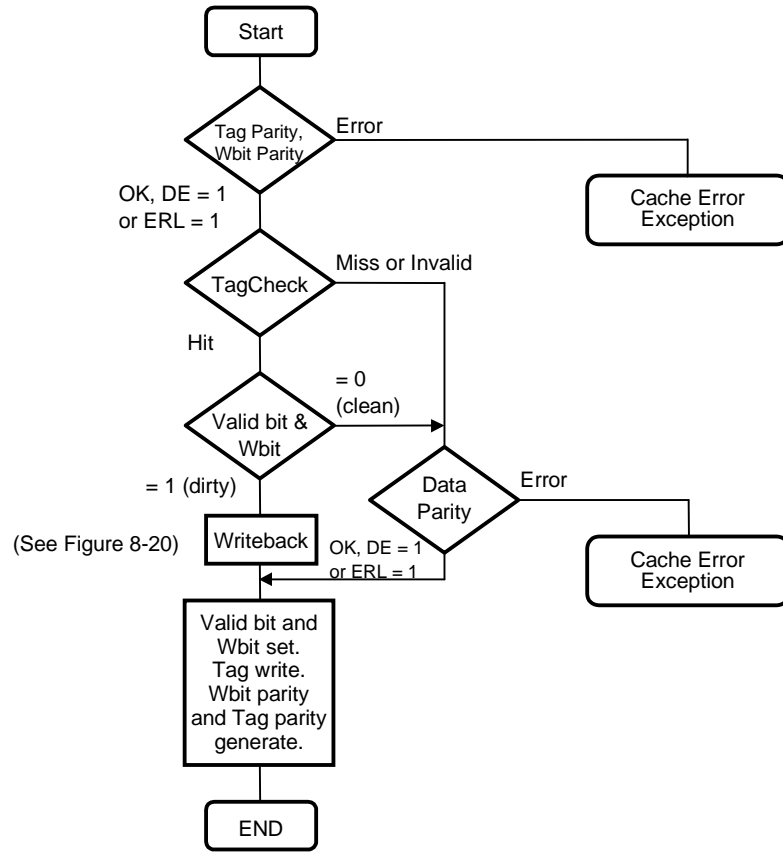 Start
Tag Parity,
Wbit Parity
Error
OK, DE = 1
or ERL = 1
Cache Error
Exception
TagCheck
Miss or Invalid
Hit
= 0
(clean)
Valid bit &
Wbit
= 1 (dirty)
Data
Parity
Error
(See Figure 8-20)
Writeback
OK, DE = 1
or ERL = 1
Cache Error
Exception
Valid bit and
Wbit set.
Tag write.
Wbit parity
and Tag parity
generate.
END